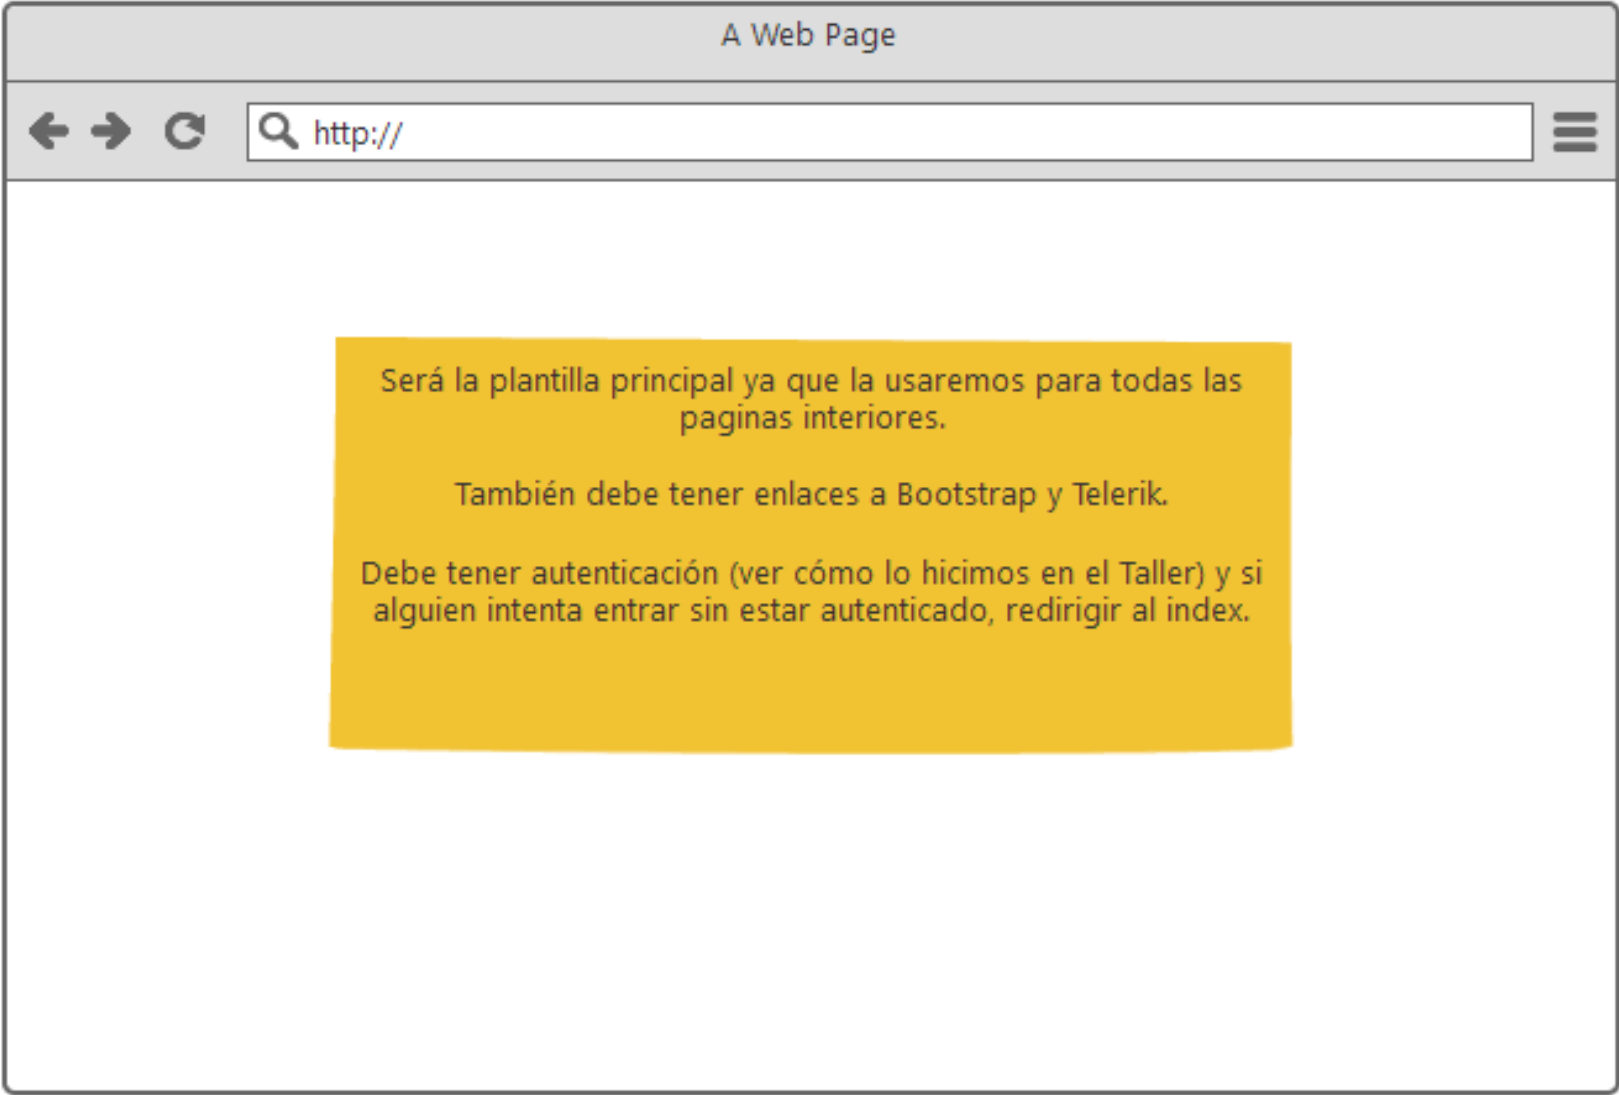 A Web Page
http://
Será la plantilla principal ya que la usaremos para todas las
paginas interiores.
También debe tener enlaces a Bootstrap y Telerik.
Debe tener autenticación (ver cómo lo hicimos en el Taller) y si
alguien intenta entrar sin estar autenticado, redirigir al index.